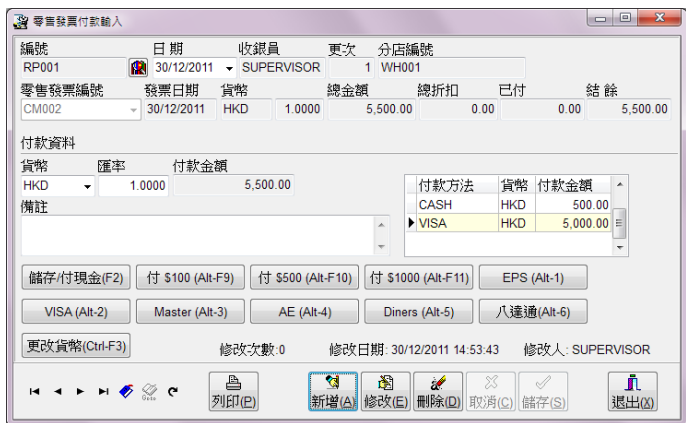 零售發票付款輸入
編號 日期 收銀員 更次 分店編號
RP001 30/12/2011 SUPERVISOR 1 WH001
零售發票編號 發票日期 貨幣 總金額 總折扣 已付 結餘
CM002 30/12/2011 HKD 1.0000 5,500.00 0.00 0.00 5,500.00
付款資料
貨幣 匯率 付款金額
HKD 1.0000 5,500.00
付款方法 貨幣 付款金額
CASH HKD 500.00
VISA HKD 5,000.00
備註
儲存/付現金(F2) 付 $100 (Alt-F9) 付 $500 (Alt-F10) 付 $1000 (Alt-F11) EPS (Alt-1)
VISA (Alt-2) Master (Alt-3) AE (Alt-4) Diners (Alt-5) 八達通(Alt-6)
更改貨幣(Ctrl-F3) 修改次數:0 修改日期: 30/12/2011 14:53:43 修改人: SUPERVISOR
列印(P) 新增(A) 修改(E) 刪除(D) 取消(C) 儲存(S) 退出(X)